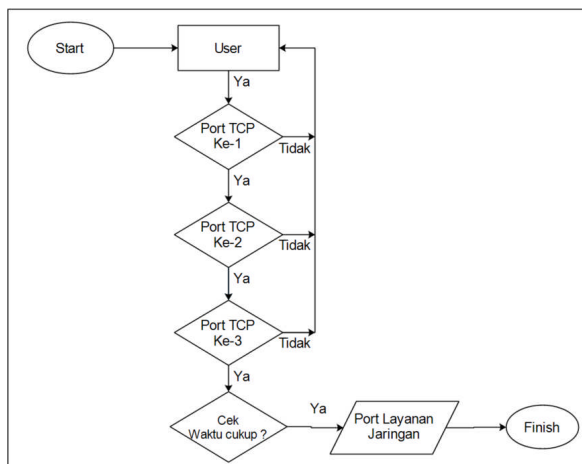 Start
User
Ya
Port TCP
Ke-1
Tidak
Ya
Port TCP
Ke-2
Tidak
Ya
Port TCP
Ke-3
Tidak
Ya
Cek
Waktu cukup ?
Ya
Port Layanan
Jaringan
Finish